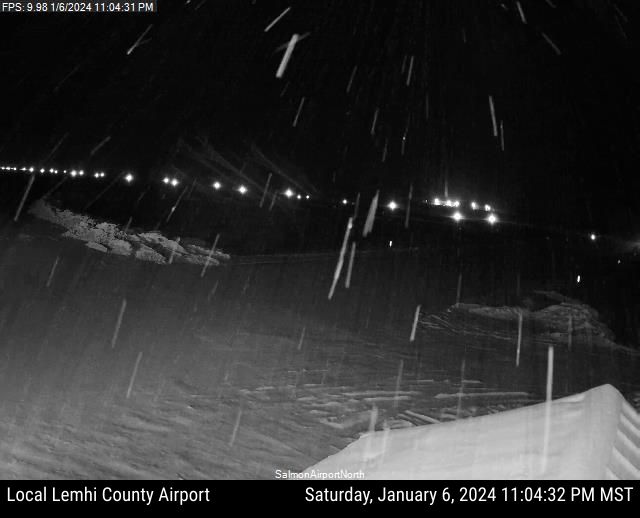 FPS: 9.98 1/6/2024 11:04:31 PM
SalmonAirportNorth
Local Lemhi County Airport Saturday, January 6, 2024 11:04:32 PM MST